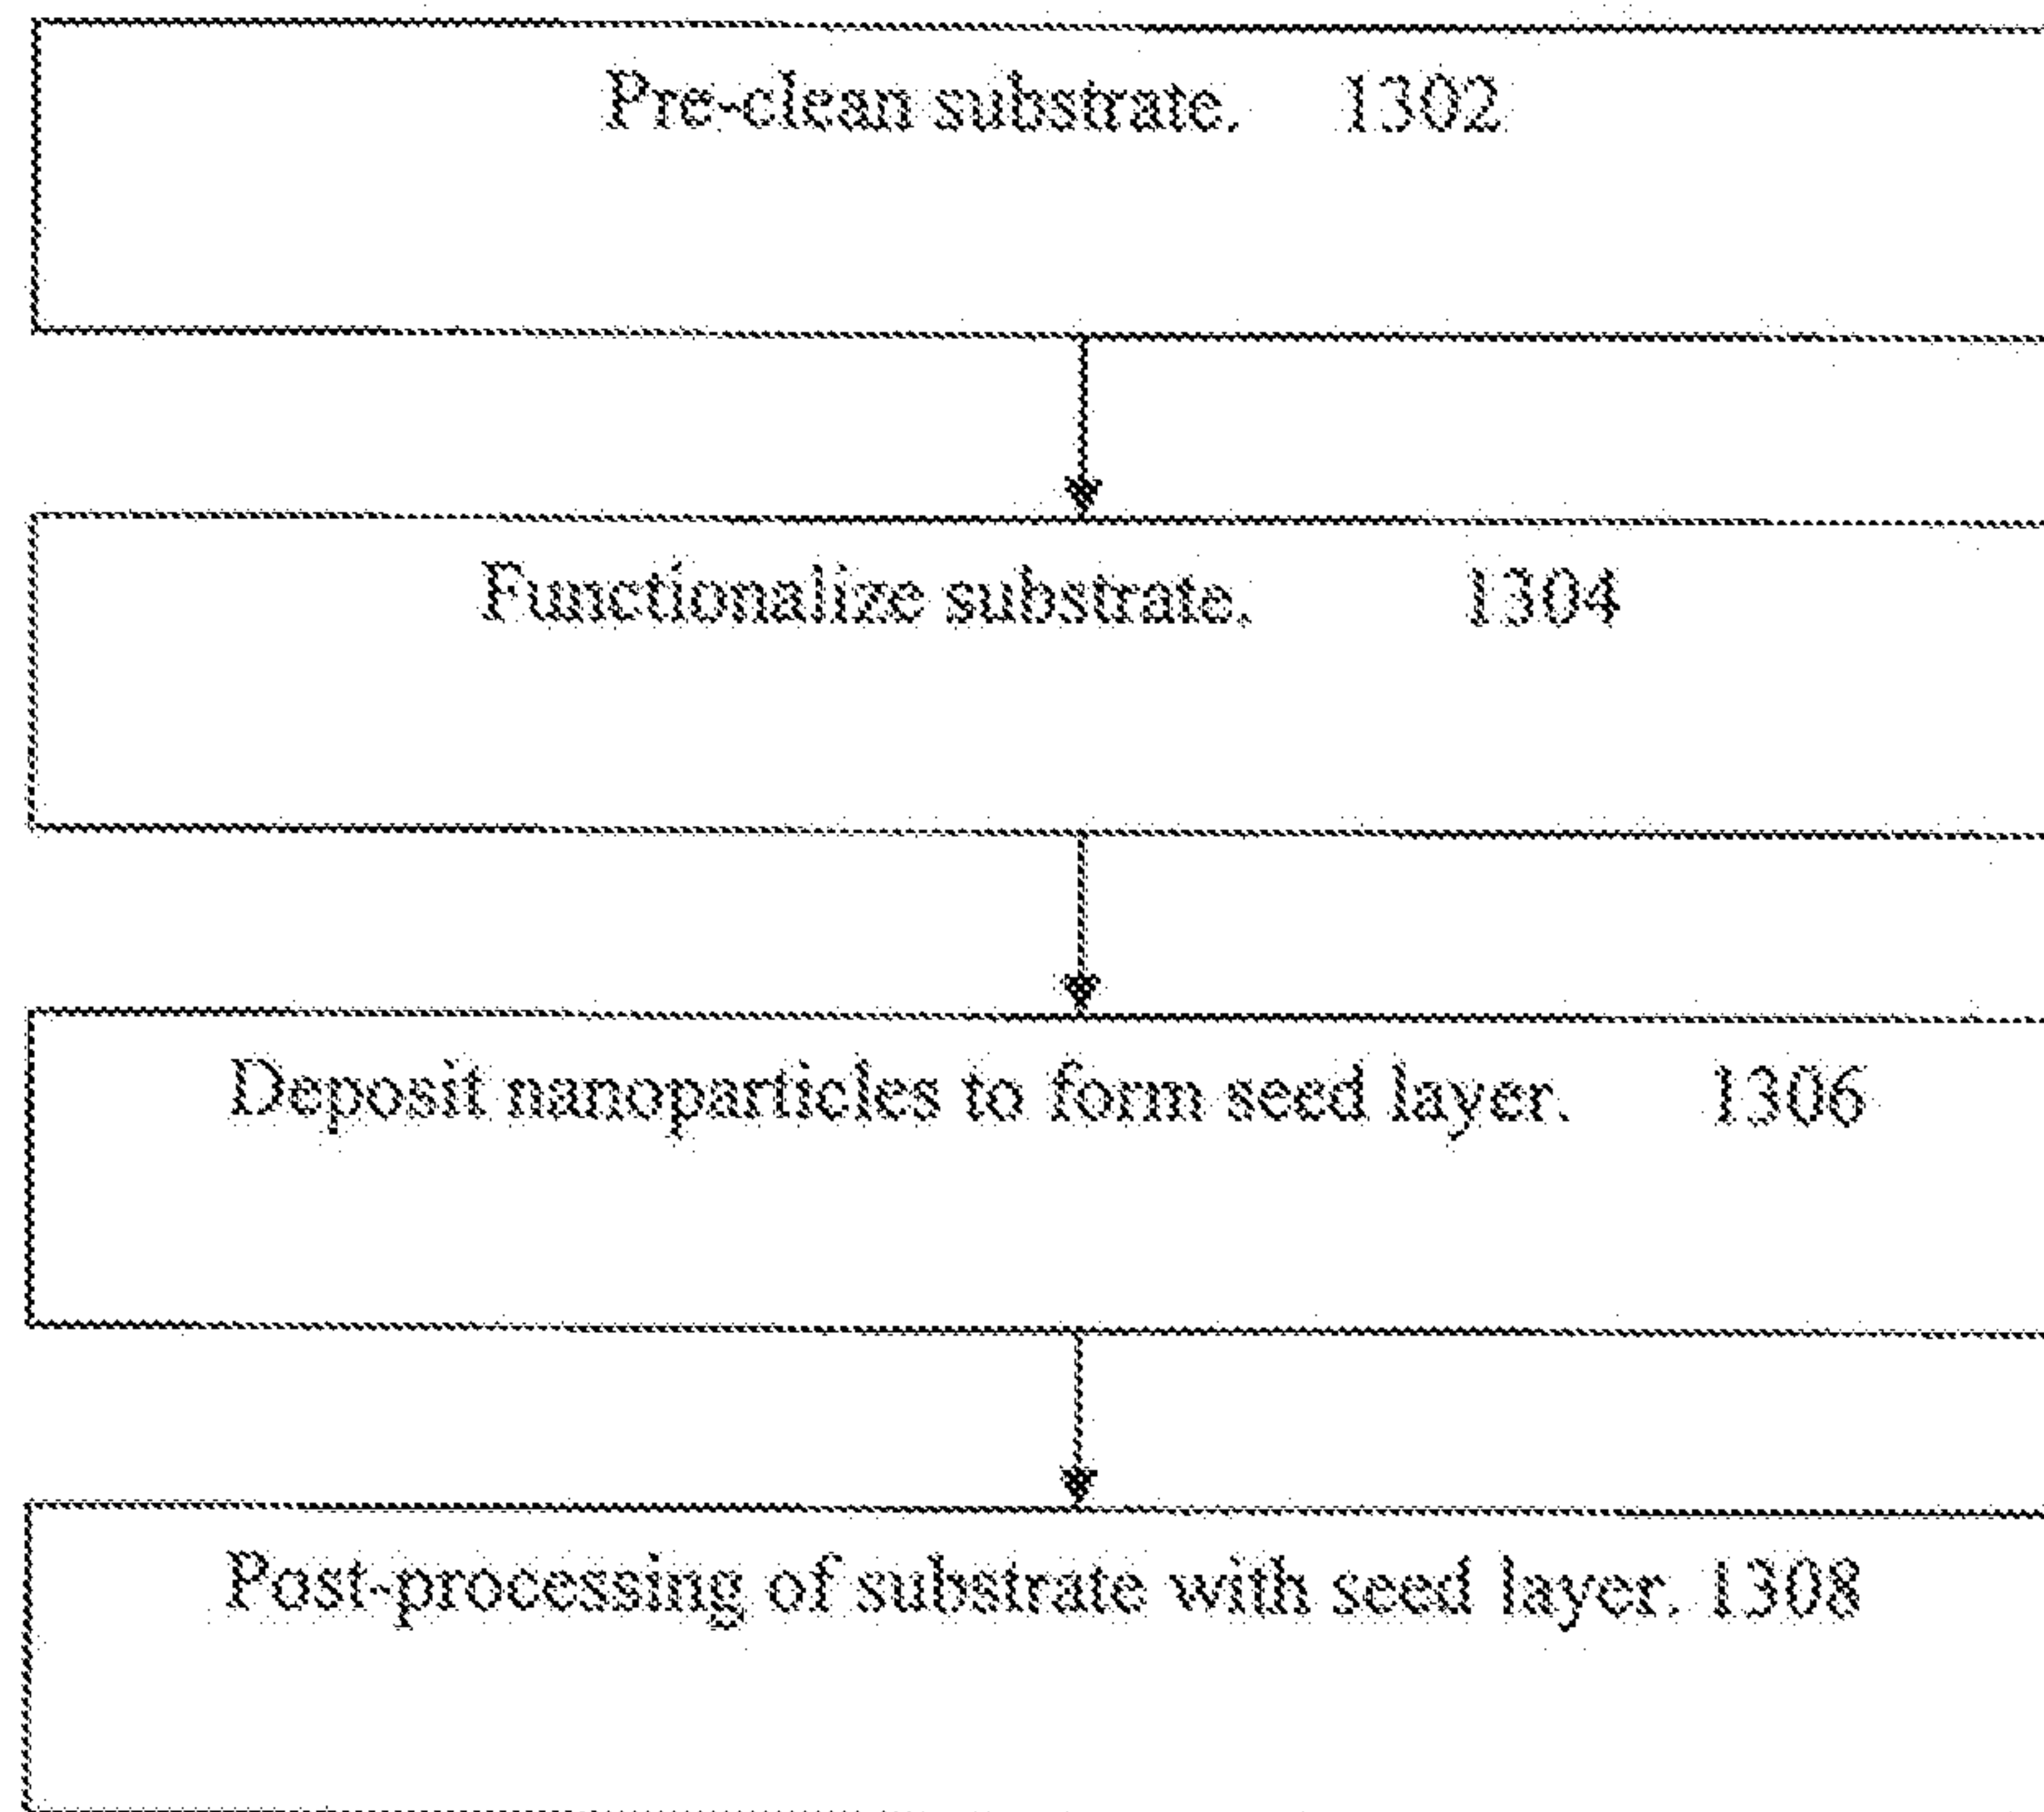 Pre-clean substrate. 1302
Functionalize substrate. 1304
Deposit nanoparticles to form seed layer. 1306
Post-processing of substrate with seed layer. 1308